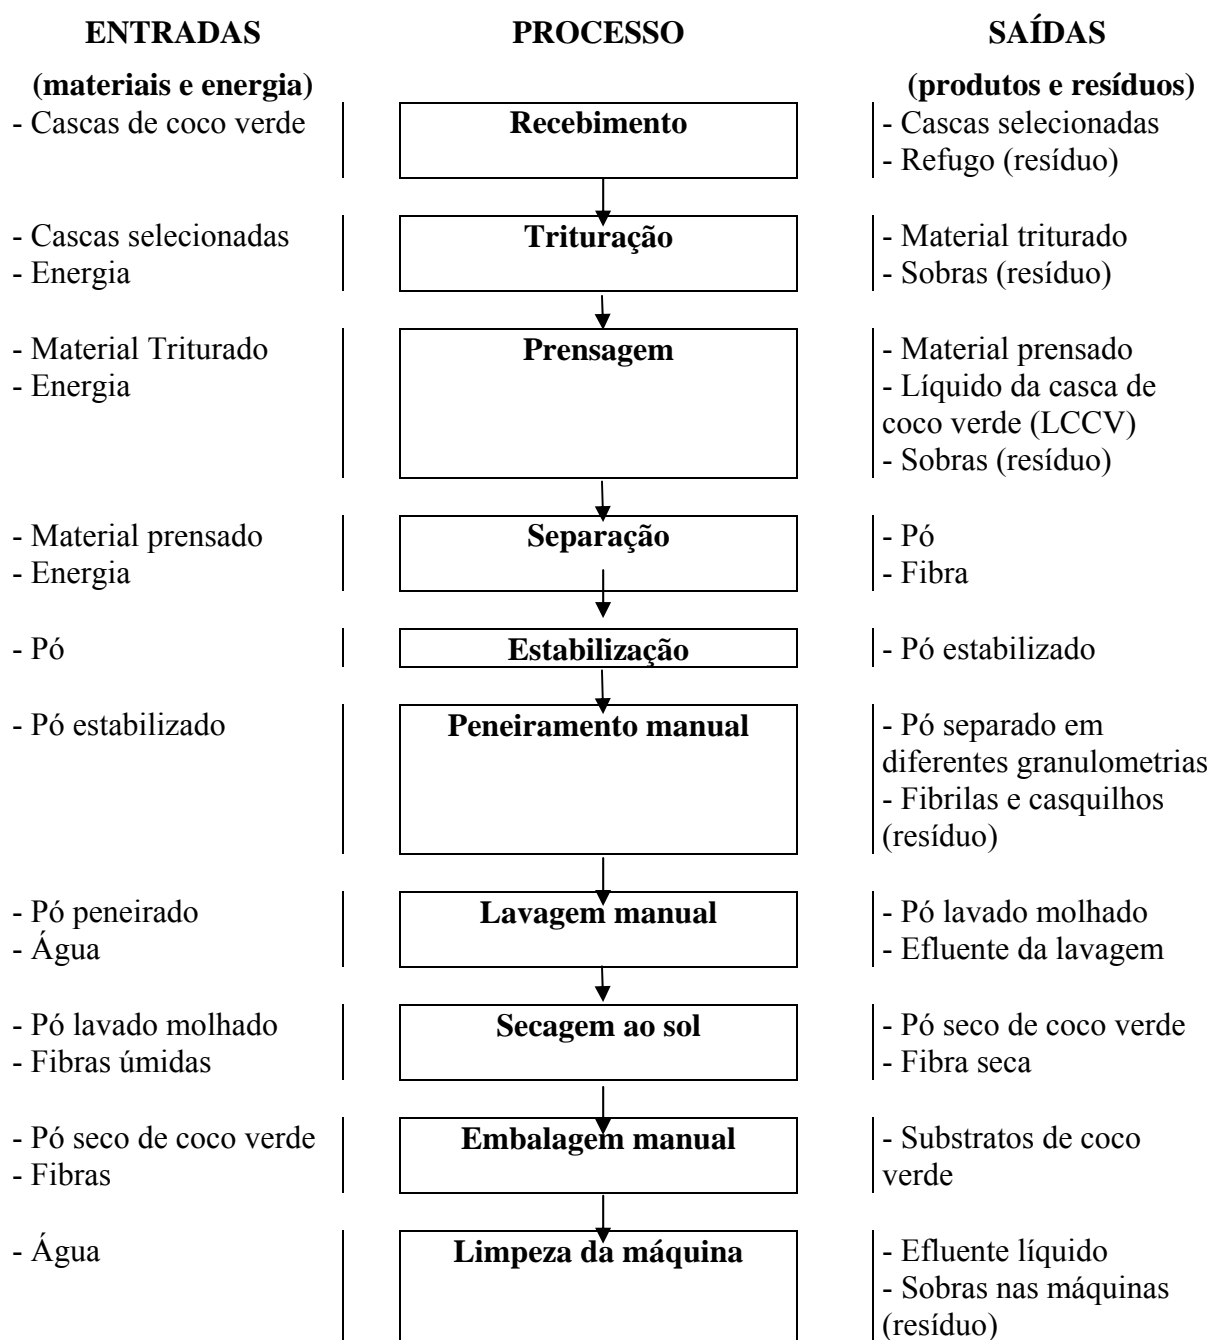 ENTRADAS PROCESSO SAÍDAS
(materiais e energia) (produtos e resíduos)
- Cascas de coco verde Recebimento - Cascas selecionadas
- Refugo (resíduo)
- Cascas selecionadas Trituração - Material triturado
- Energia - Sobras (resíduo)
- Material Triturado Prensagem - Material prensado
- Energia - Líquido da casca de
coco verde (LCCV)
- Sobras (resíduo)
- Material prensado Separação - Pó
- Energia - Fibra
- Pó Estabilização - Pó estabilizado
- Pó estabilizado Peneiramento manual - Pó separado em
diferentes granulometrias
- Fibrilas e casquilhos
(resíduo)
- Pó peneirado Lavagem manual - Pó lavado molhado
- Água - Efluente da lavagem
- Pó lavado molhado Secagem ao sol - Pó seco de coco verde
- Fibras úmidas - Fibra seca
- Pó seco de coco verde Embalagem manual - Substratos de coco
- Fibras verde
- Água Limpeza da máquina - Efluente líquido
- Sobras nas máquinas
(resíduo)